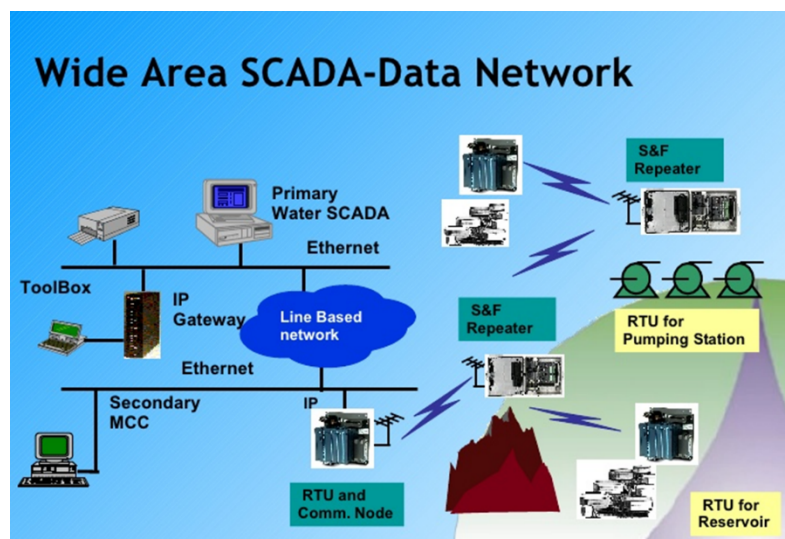 Wide Area SCADA-Data Network
S&F
Repeater
Primary
Water SCADA
Ethernet
ToolBox
IP
Gateway
Line Based
network
S&F
Repeater
RTU for
Pumping Station
Ethernet
Secondary
MCC
IP
RTU and
Comm. Node
RTU for
Reservoir